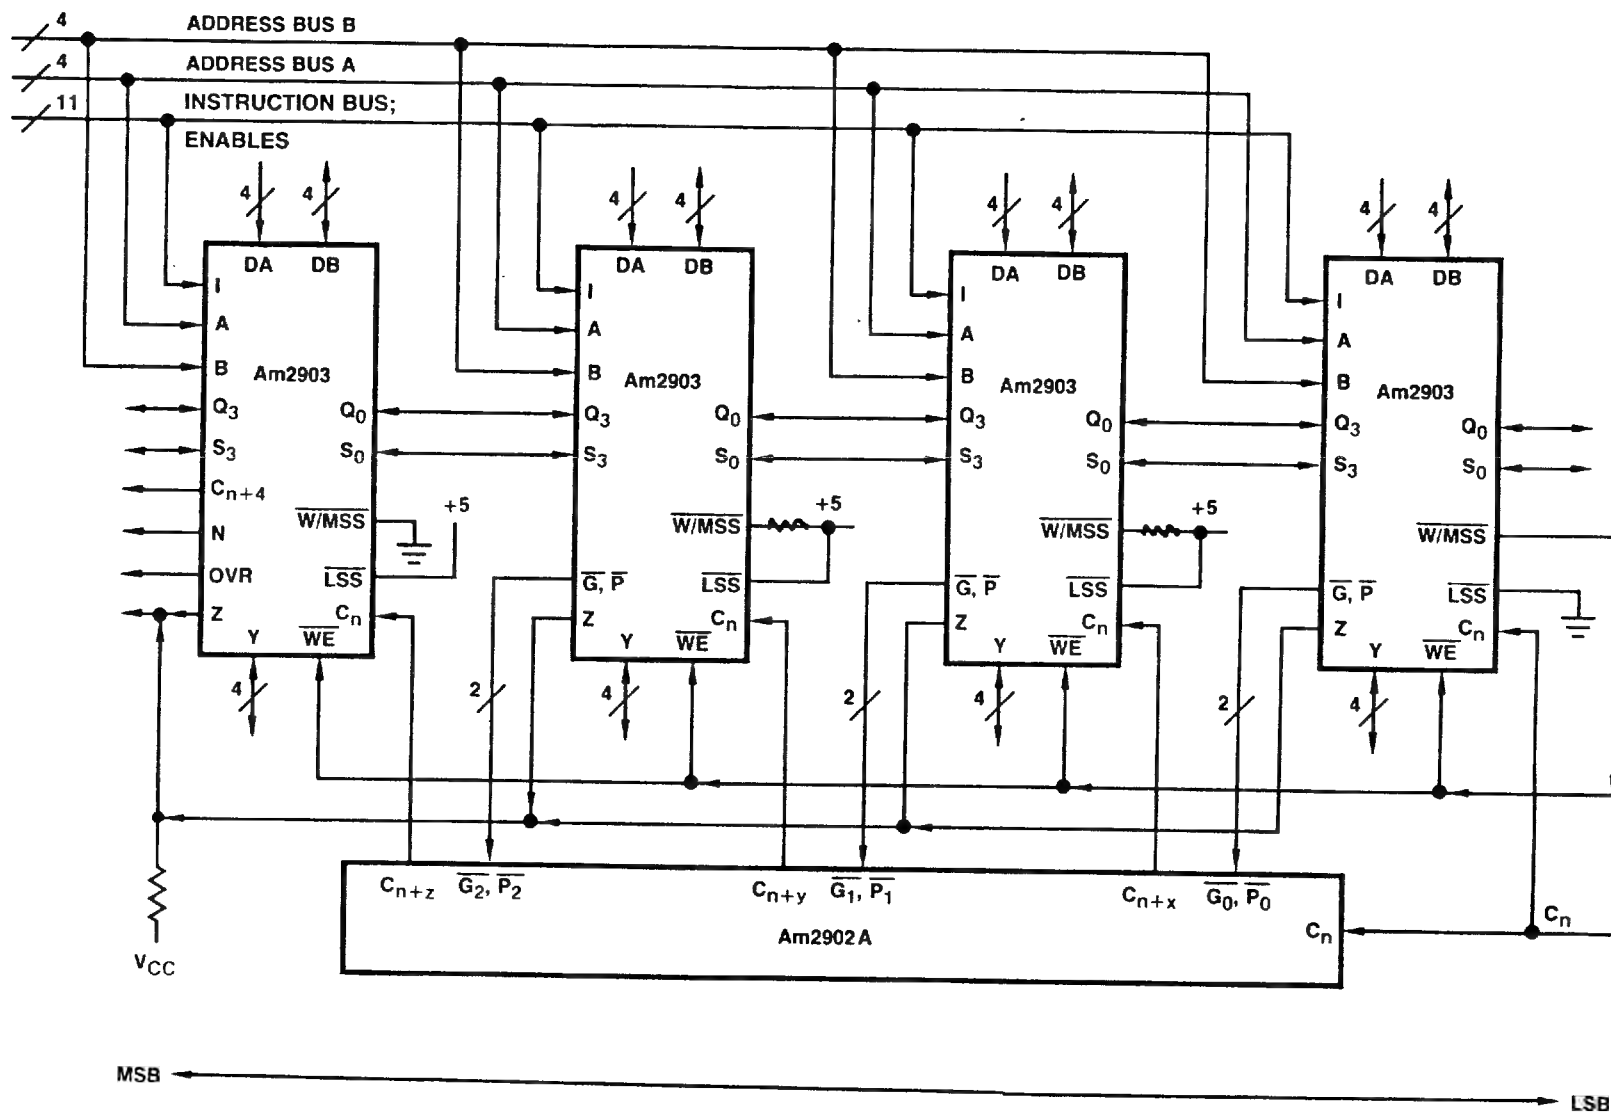 4 ADDRESS BUS B
4 ADDRESS BUS A
11 INSTRUCTION BUS;
ENABLES
4 4 4 4 4 4 4 4
DA DB DA DB DA DB DA DB
I I I I
A A A A
B B B B
Am2903 Am2903 Am2903 Am2903
Q3 Q0 Q3 Q0 Q3 Q0 Q3 Q0
S3 S0 S3 S0 S3 S0 S3 S0
Cn+4
+5 +5 +5
N W/MSS W/MSS W/MSS W/MSS
OVR LSS G, P LSS G, P LSS G, P LSS
Z Cn Z Cn Z Cn Z Cn
Y WE Y WE Y WE Y WE
4 2 4 2 4 2 4
Cn+z G2, P2 Cn+y G1, P1 Cn+x G0, P0
Cn Cn
Am2902A
VCC
MSB LSB